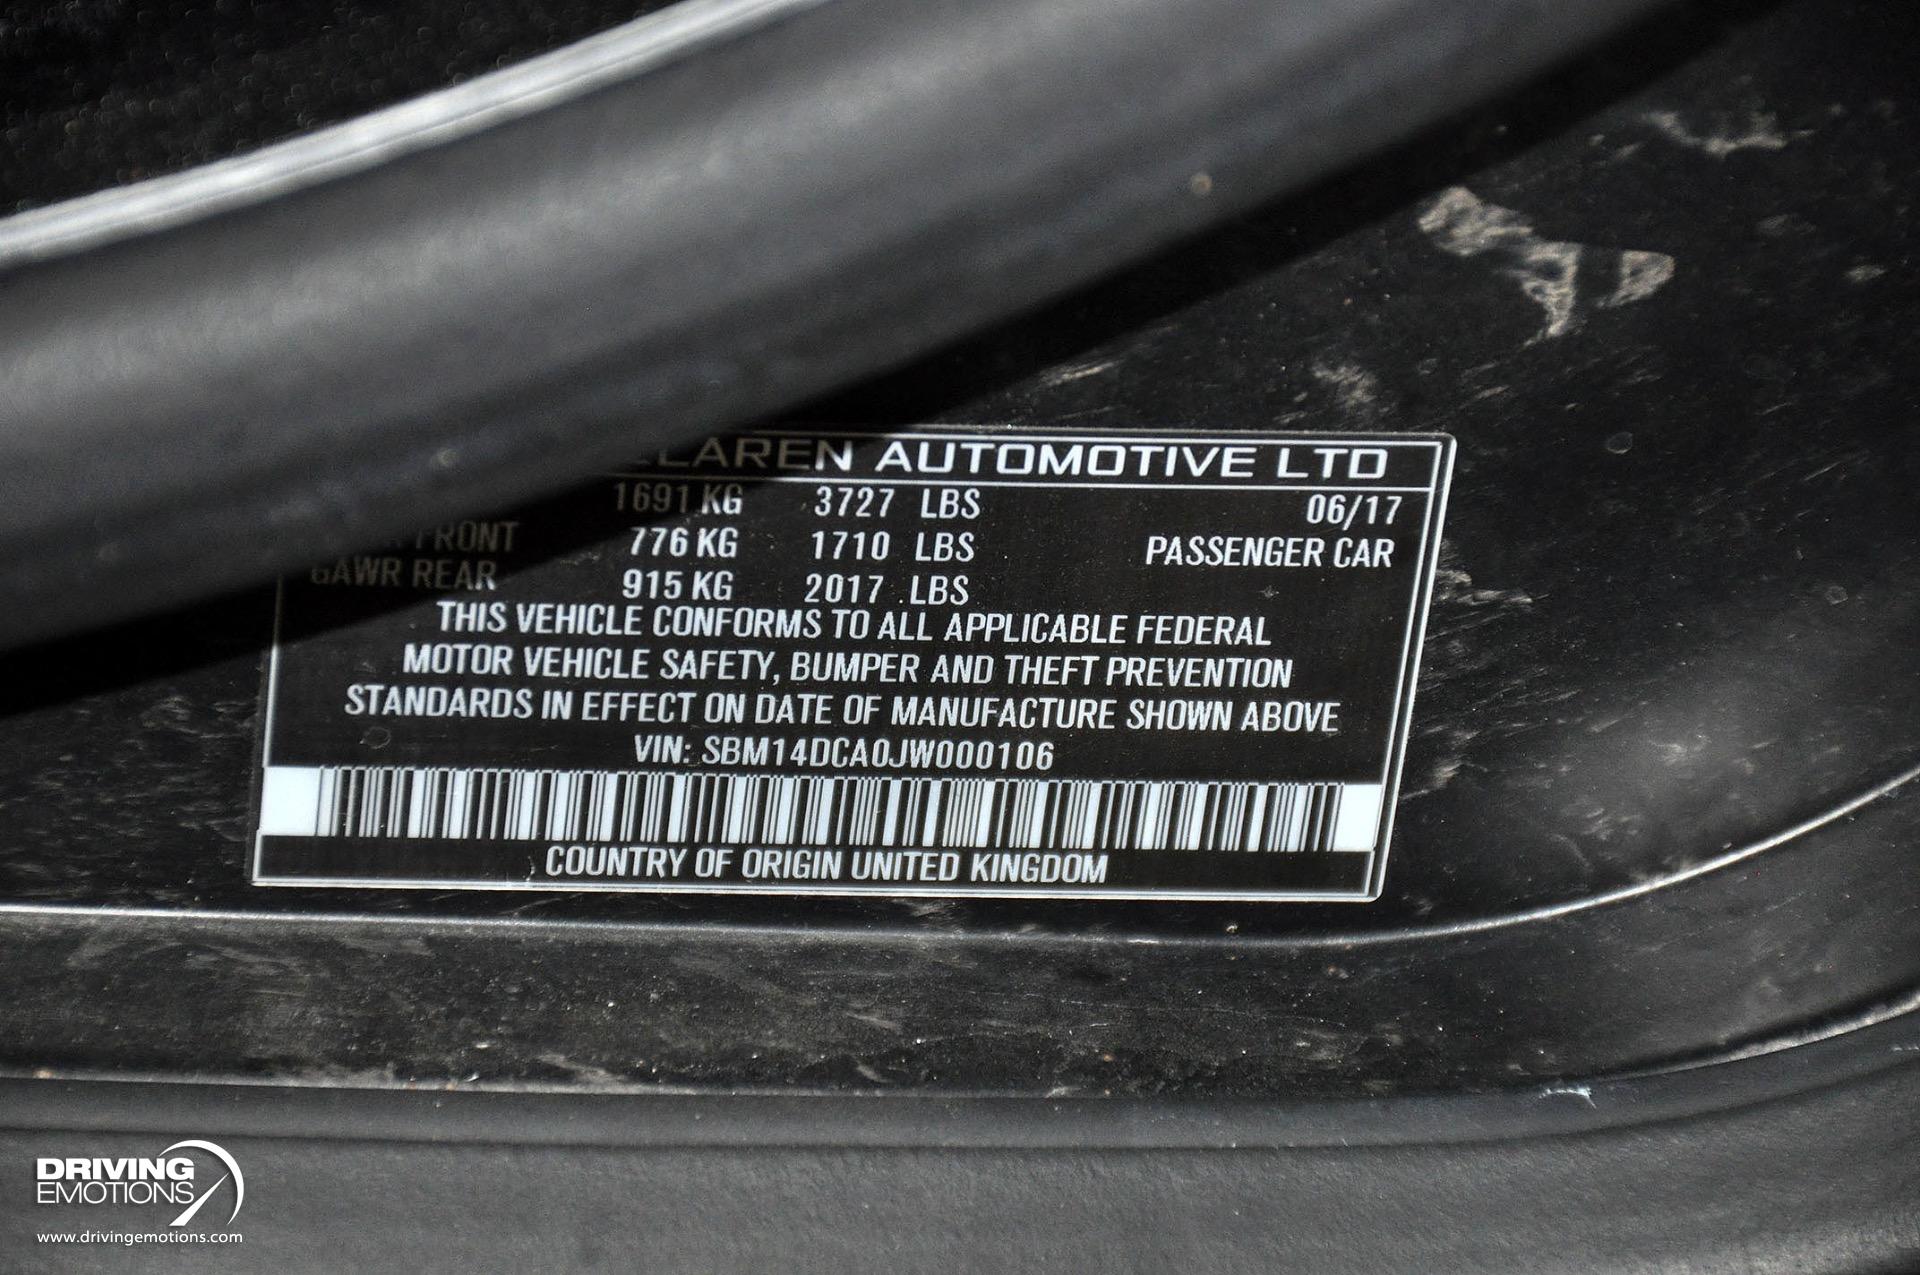 LAREN AUTOMOTIVE LTD
1691 KG 3727 LBS 06/17
FRONT 776 KG 1710 LBS PASSENGER CAR
GAWR REAR 915 KG 2017 LBS
THIS VEHICLE CONFORMS TO ALL APPLICABLE FEDERAL
MOTOR VEHICLE SAFETY, BUMPER AND THEFT PREVENTION
STANDARDS IN EFFECT ON DATE OF MANUFACTURE SHOWN ABOVE
VIN: SBM14DCA0JW000106
COUNTRY OF ORIGIN UNITED KINGDOM
DRIVING
EMOTIONS
www.drivingemotions.com